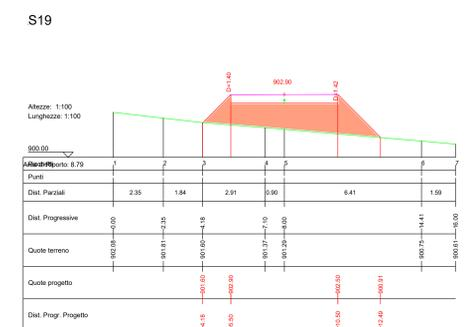 S19
D=1.40
902.90
D=1.42
Altezze: 1:100
Lunghezze: 1:100
900.00
1 2 3 4 5 6 7
Riporto: 8.79
Punti
Dist. Parziali 2.35 1.84 2.91 0.90 6.41 1.59
Dist. Progressive 0.00 2.35 4.18 7.10 8.00 14.41 16.00
Quote terreno 902.08 901.81 901.60 901.37 901.29 900.75 900.61
Quote progetto 901.60 902.90 902.50 900.91
Dist. Progr. Progetto 4.18 5.50 10.50 12.49